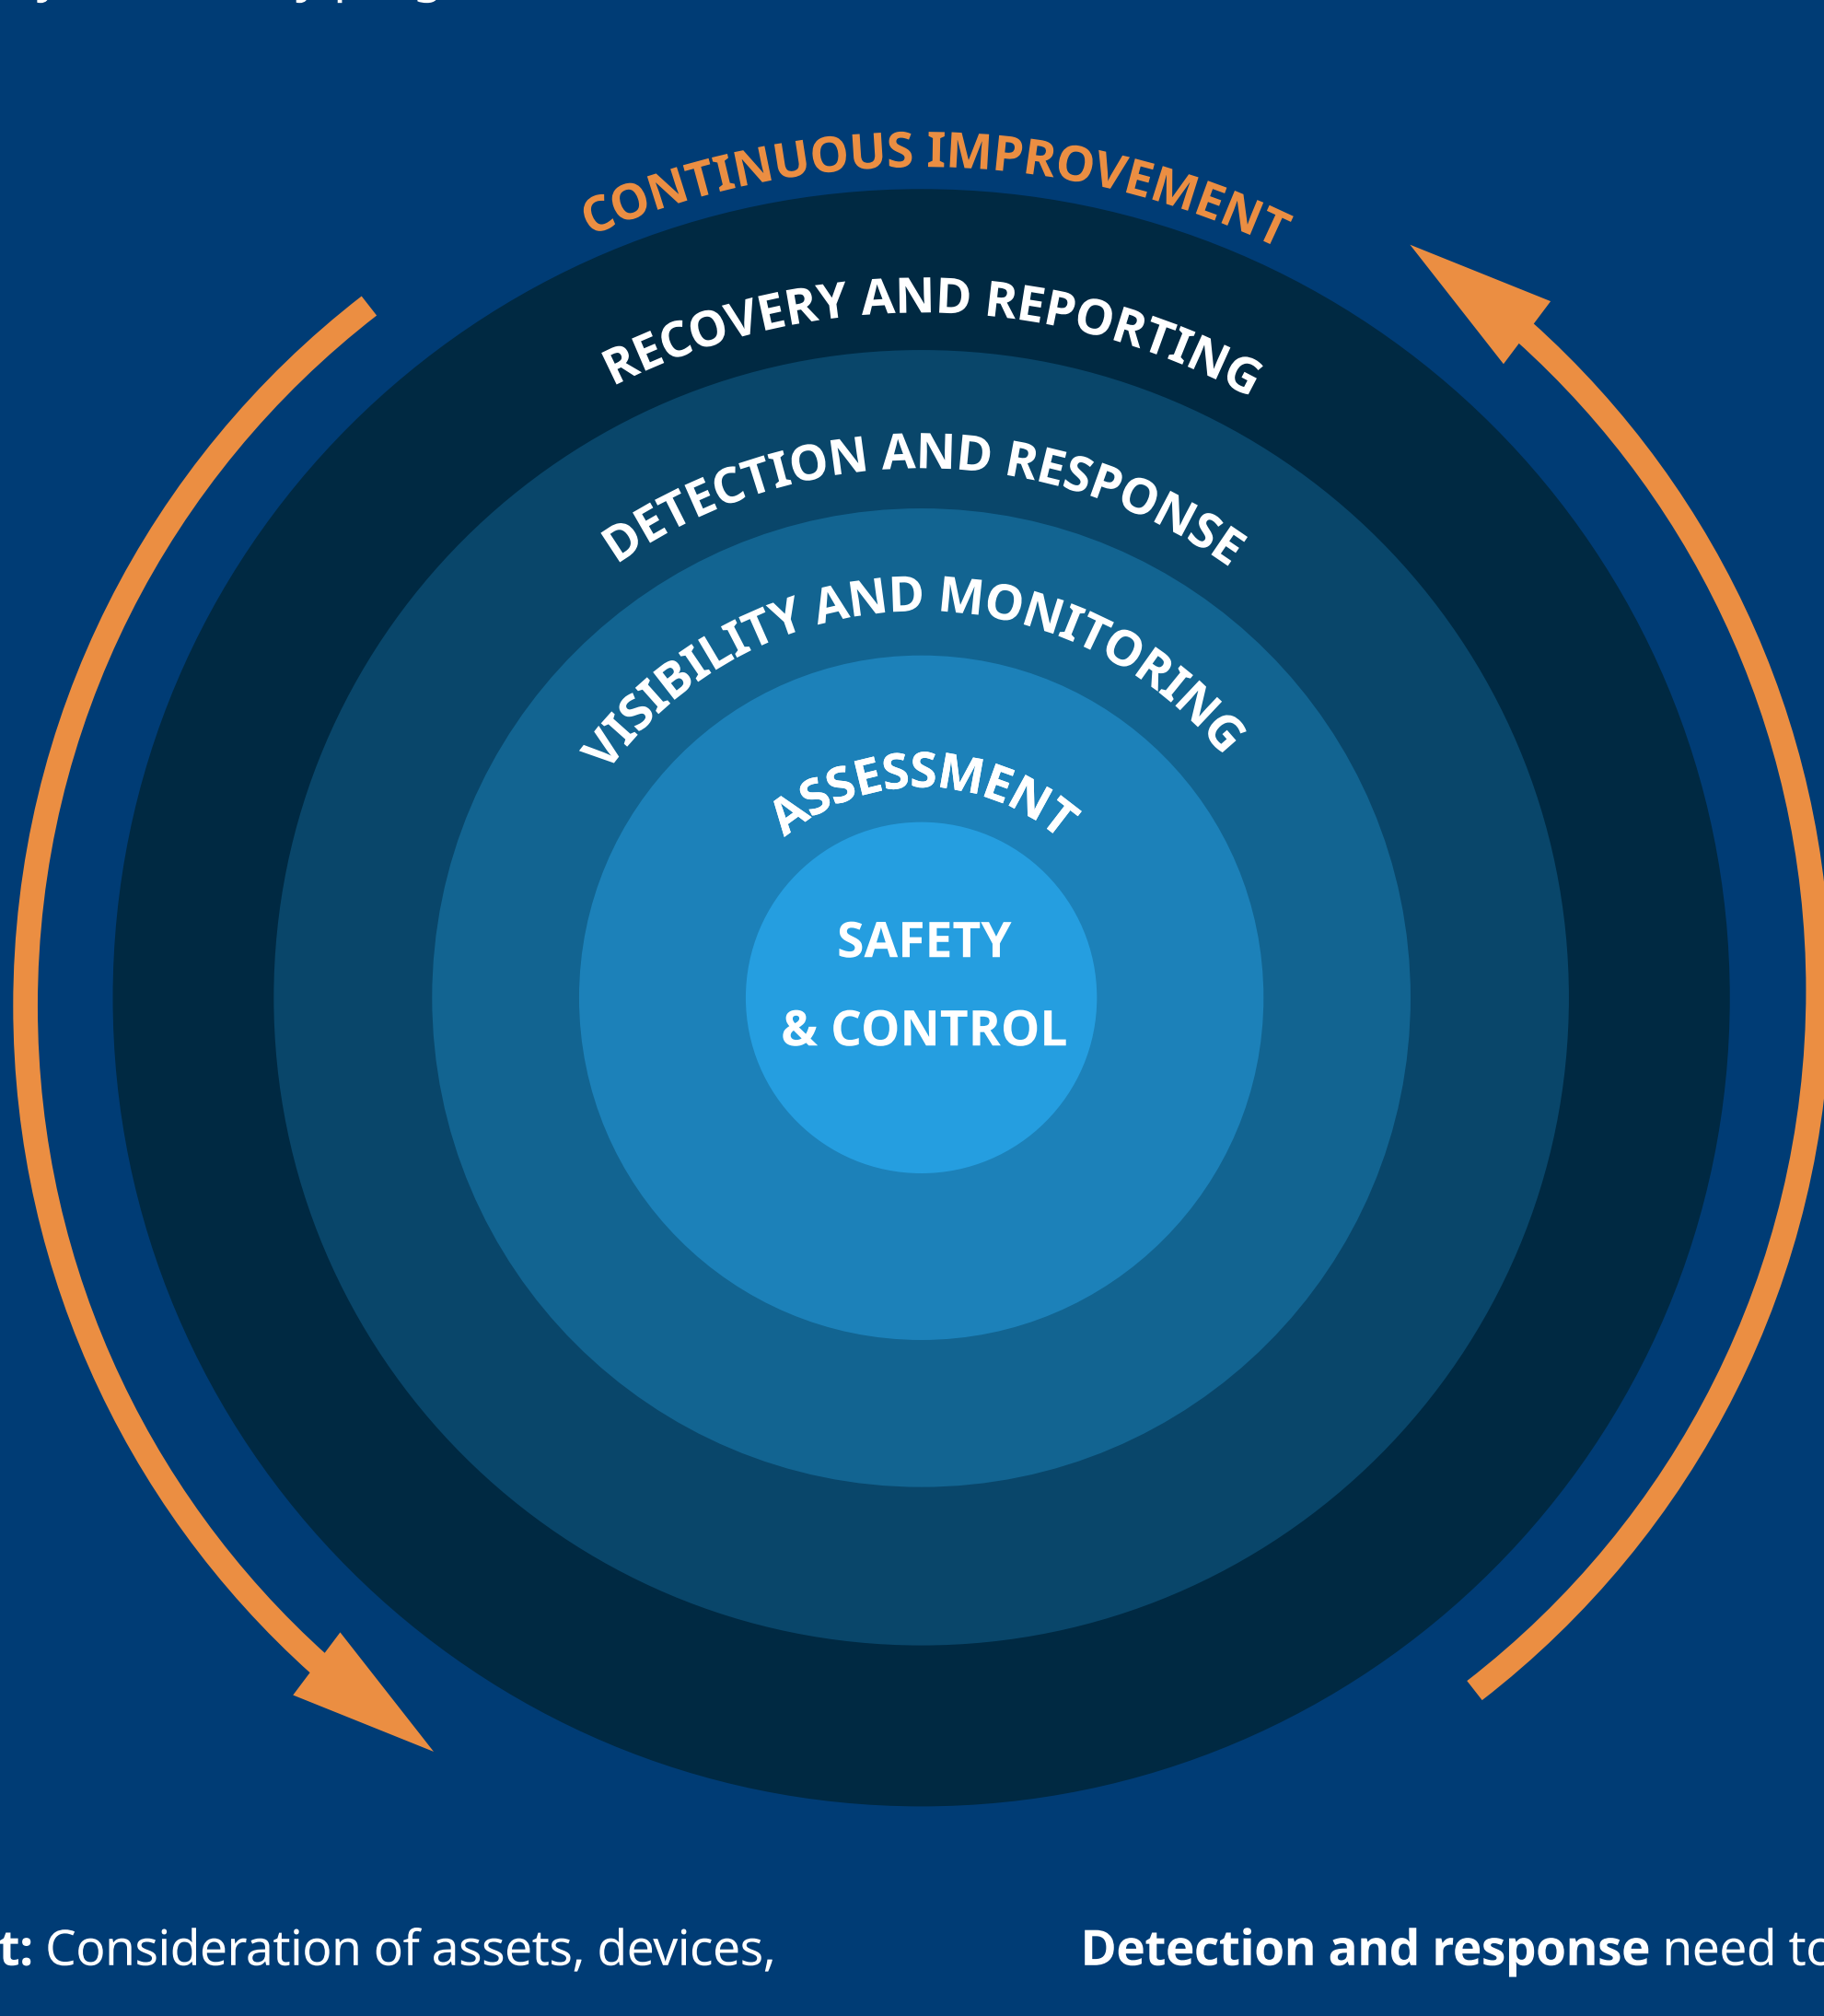 CONTINUOUS IMPROVEMENT
RECOVERY AND REPORTING
DETECTION AND RESPONSE
VISIBILITY AND MONITORING
ASSESSMENT
SAFETY
& CONTROL
t: Consideration of assets, devices,
Detection and response need to